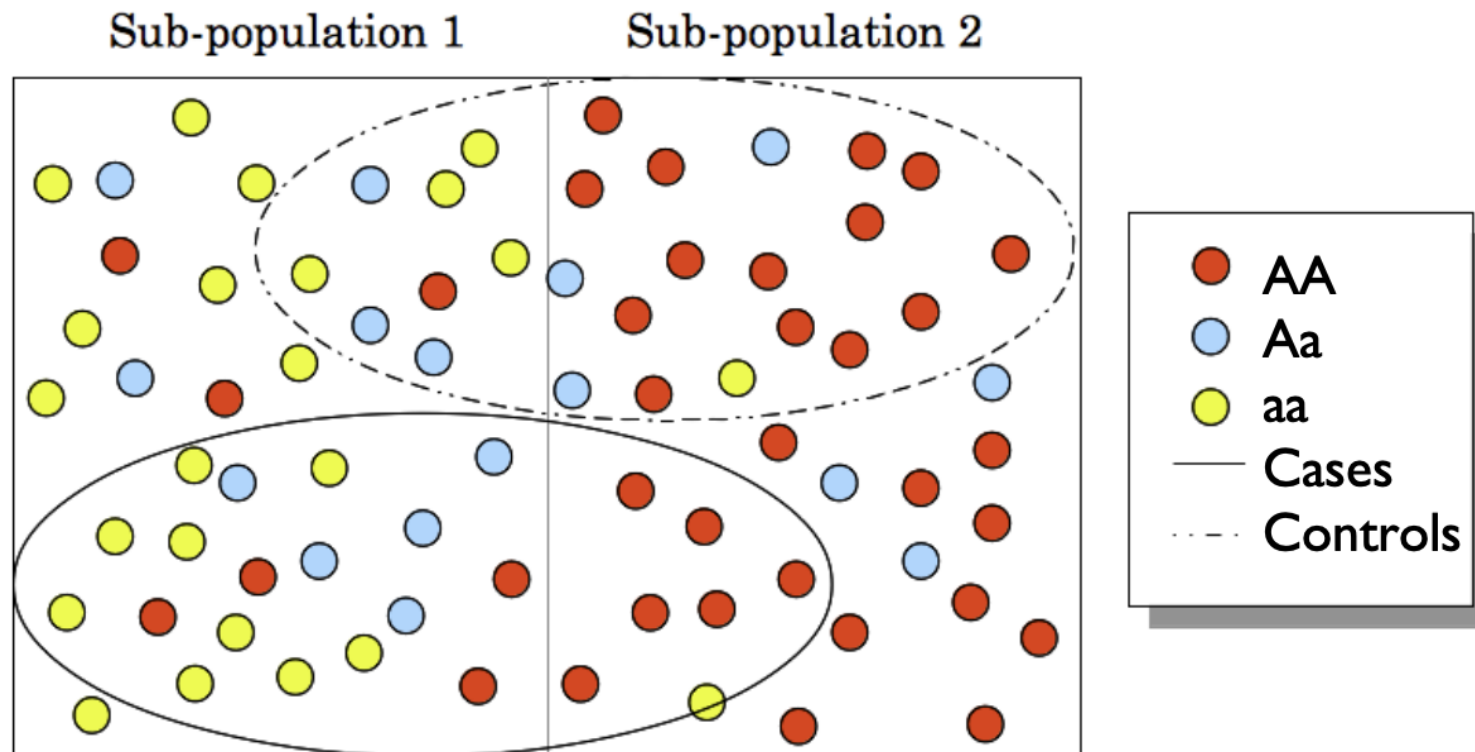 Sub-population 1
Sub-population 2
AA
Aa
aa
Cases
Controls